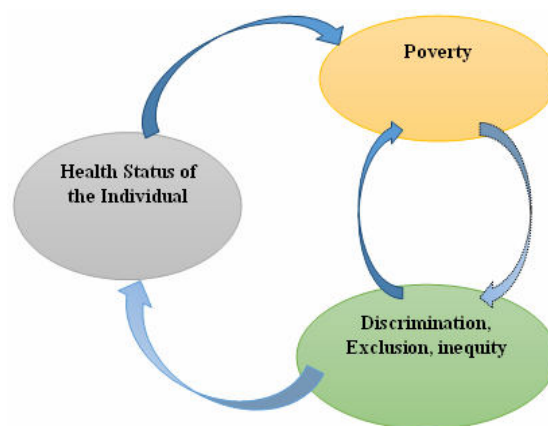 Poverty
Health Status of
the Individual
Discrimination,
Exclusion, inequity